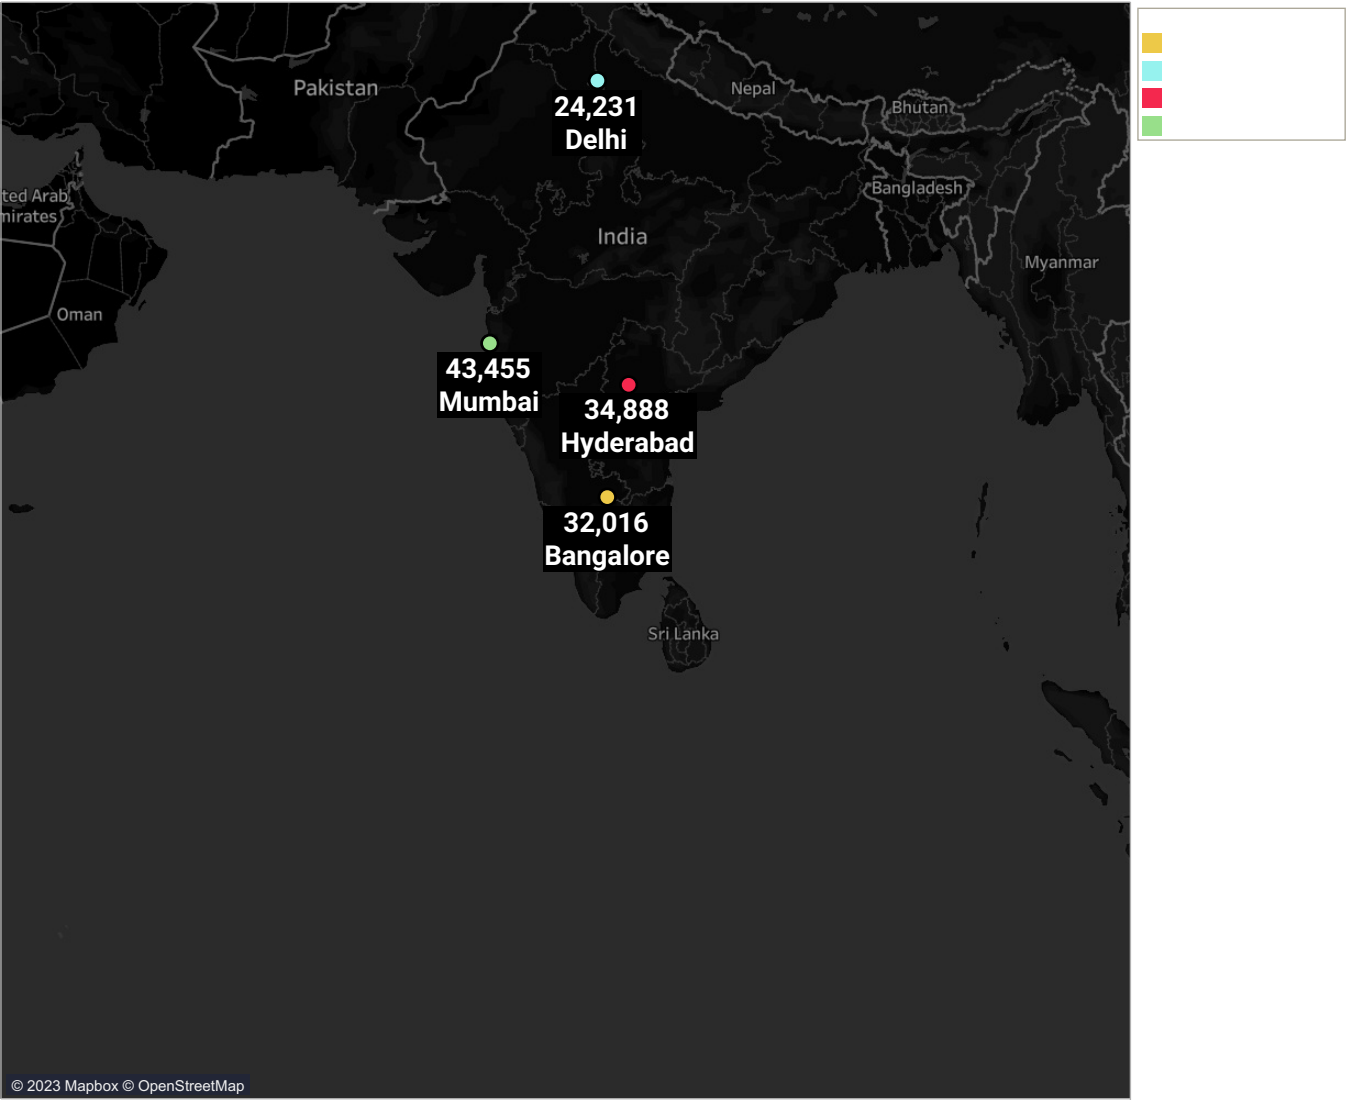 Pakistan
Nepal
Bhutan
24,231
Delhi
ted Arab
mirates
Bangladesh
India
Myanmar
Oman
43,455
Mumbai
34,888
Hyderabad
32,016
Bangalore
Sri Lanka
© 2023 Mapbox © OpenStreetMap